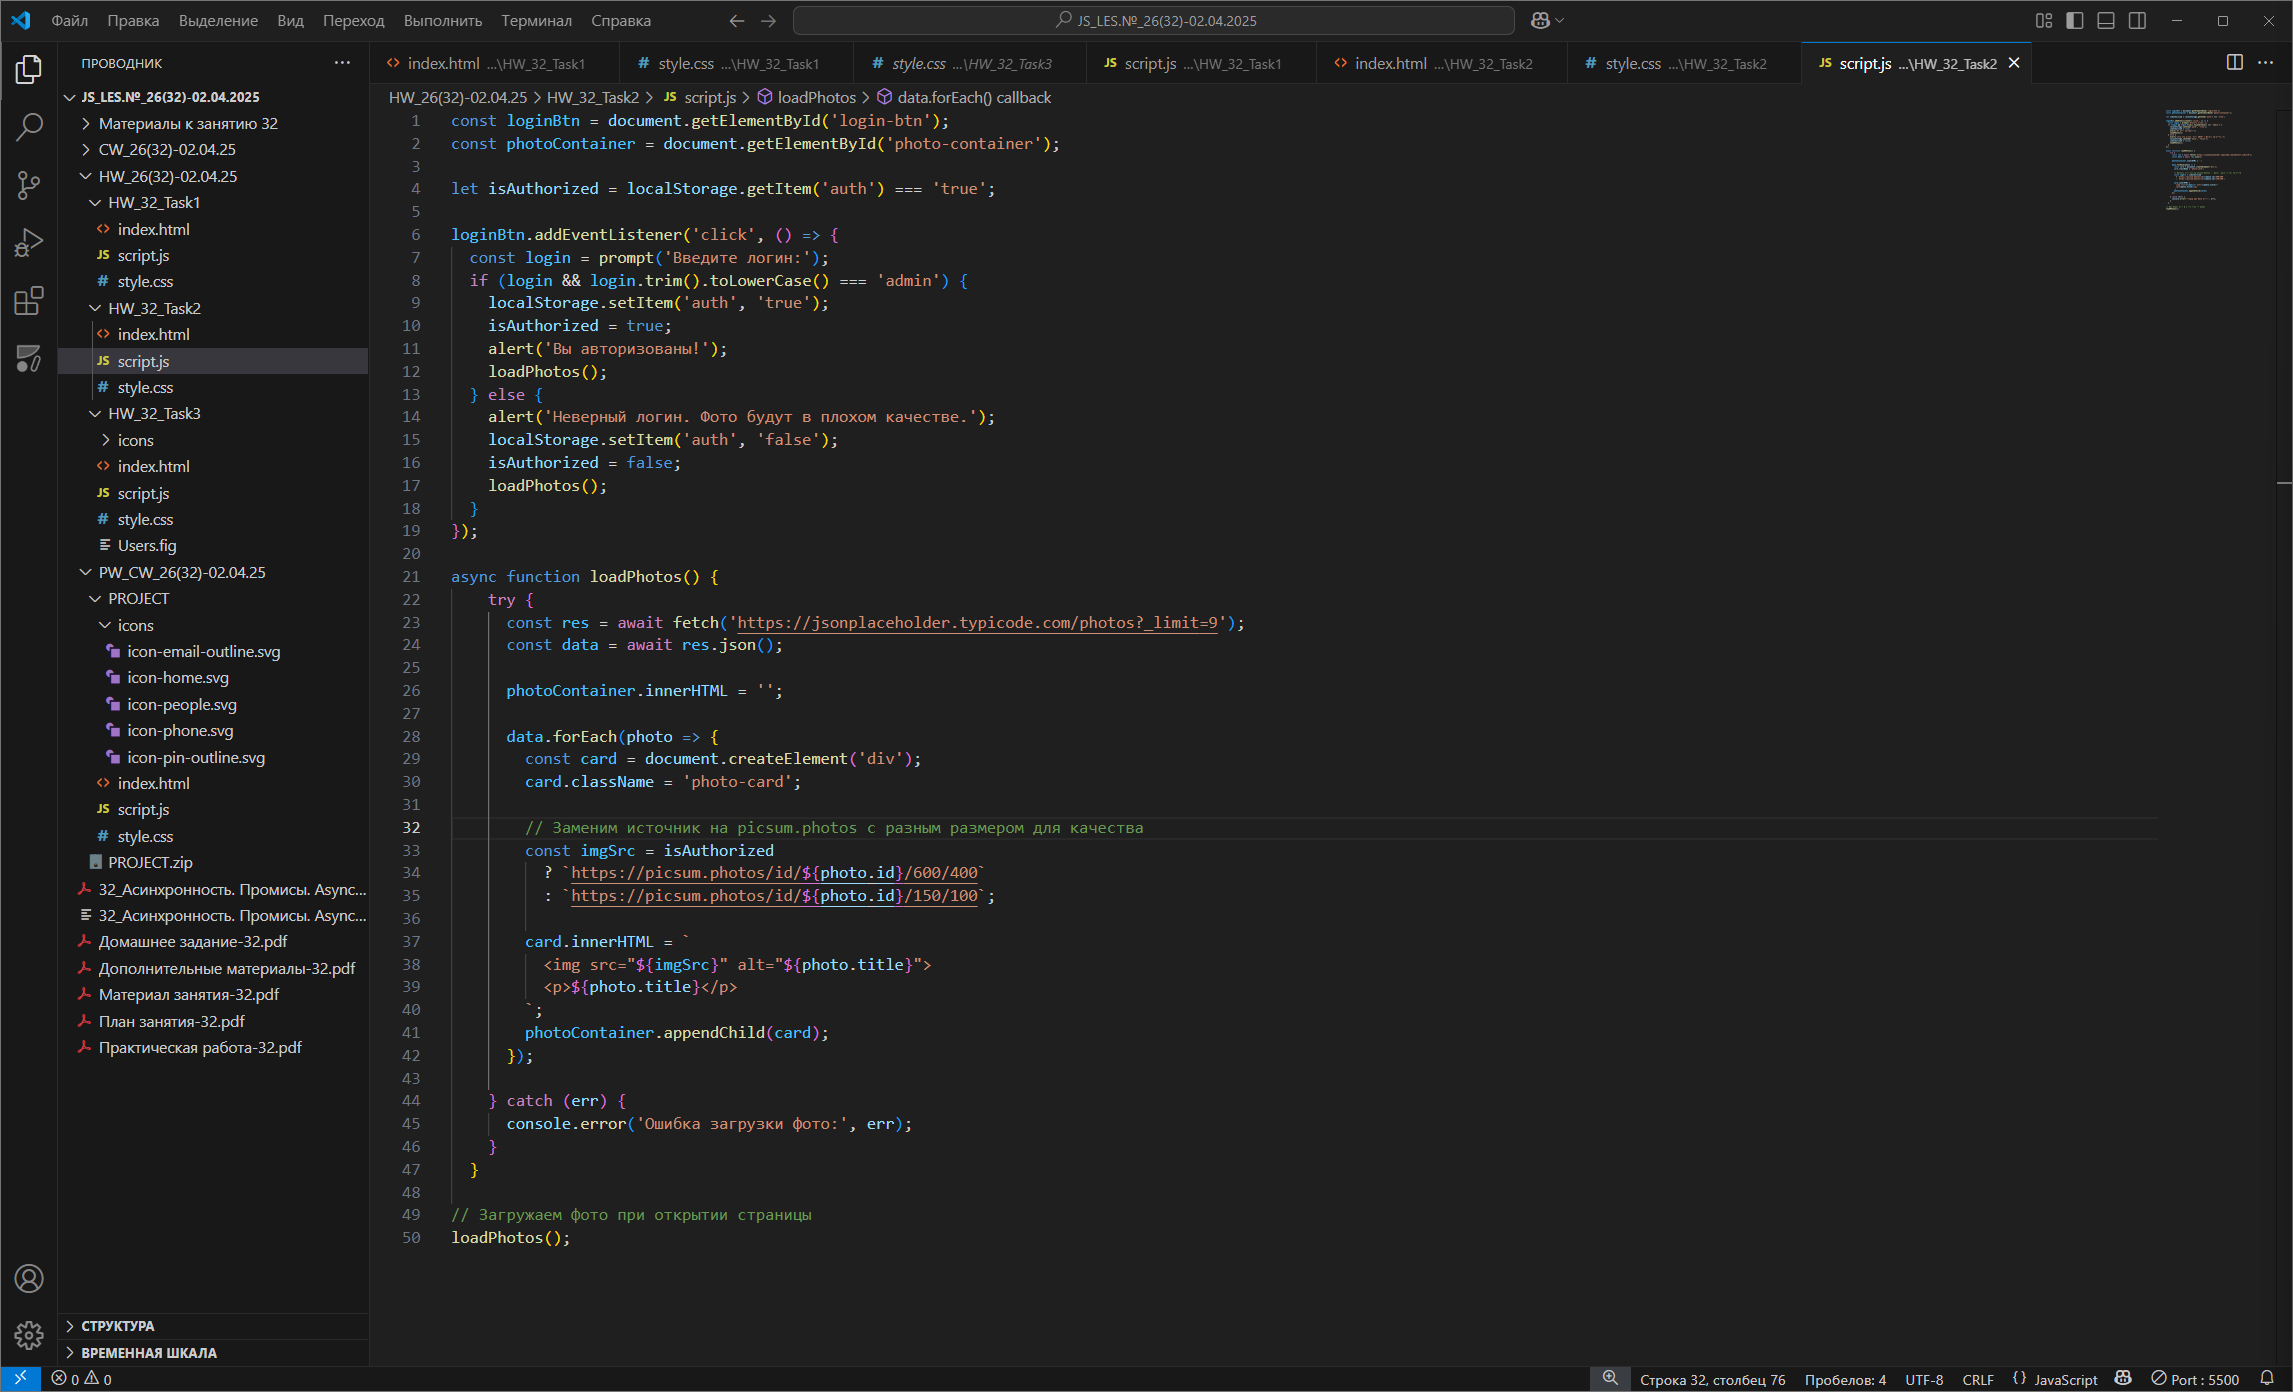 Файл Правка Выделение Вид Переход Выполнить Терминал Справка
JS_LES.№_26(32)-02.04.2025
ПРОВОДНИК
JS_LES.№_26(32)-02.04.2025
Материалы к занятию 32
CW_26(32)-02.04.25
HW_26(32)-02.04.25
HW_32_Task1
index.html
script.js
style.css
HW_32_Task2
index.html
script.js
style.css
HW_32_Task3
icons
index.html
script.js
style.css
Users.fig
PW_CW_26(32)-02.04.25
PROJECT
icons
icon-email-outline.svg
icon-home.svg
icon-people.svg
icon-phone.svg
icon-pin-outline.svg
index.html
script.js
style.css
PROJECT.zip
32_Асинхронность. Промисы. Async...
32_Асинхронность. Промисы. Async...
Домашнее задание-32.pdf
Дополнительные материалы-32.pdf
Материал занятия-32.pdf
План занятия-32.pdf
Практическая работа-32.pdf
СТРУКТУРА
ВРЕМЕННАЯ ШКАЛА
index.html ...\HW_32_Task1
style.css ...\HW_32_Task1
style.css ...\HW_32_Task3
script.js ...\HW_32_Task1
index.html ...\HW_32_Task2
style.css ...\HW_32_Task2
script.js ...\HW_32_Task2
HW_26(32)-02.04.25 > HW_32_Task2 > JS script.js > loadPhotos > data.forEach() callback
1 const loginBtn = document.getElementById('login-btn');
2 const photoContainer = document.getElementById('photo-container');
3
4 let isAuthorized = localStorage.getItem('auth') === 'true';
5
6 loginBtn.addEventListener('click', () => {
7 const login = prompt('Введите логин:');
8 if (login && login.trim().toLowerCase() === 'admin') {
9 localStorage.setItem('auth', 'true');
10 isAuthorized = true;
11 alert('Вы авторизованы!');
12 loadPhotos();
13 } else {
14 alert('Неверный логин. Фото будут в плохом качестве.');
15 localStorage.setItem('auth', 'false');
16 isAuthorized = false;
17 loadPhotos();
18 }
19 });
20
21 async function loadPhotos() {
22 try {
23 const res = await fetch('https://jsonplaceholder.typicode.com/photos?_limit=9');
24 const data = await res.json();
25
26 photoContainer.innerHTML = '';
27
28 data.forEach(photo => {
29 const card = document.createElement('div');
30 card.className = 'photo-card';
31
32 // Заменим источник на picsum.photos с разным размером для качества
33 const imgSrc = isAuthorized
34 ? `https://picsum.photos/id/${photo.id}/600/400`
35 : `https://picsum.photos/id/${photo.id}/150/100`;
36
37 card.innerHTML = `
38 <img src="${imgSrc}" alt="${photo.title}">
39 <p>${photo.title}</p>
40 `;
41 photoContainer.appendChild(card);
42 });
43
44 } catch (err) {
45 console.error('Ошибка загрузки фото:', err);
46 }
47 }
48
49 // Загружаем фото при открытии страницы
50 loadPhotos();
0 0
Строка 32, столбец 76 Пробелов: 4 UTF-8 CRLF {} JavaScript Port : 5500